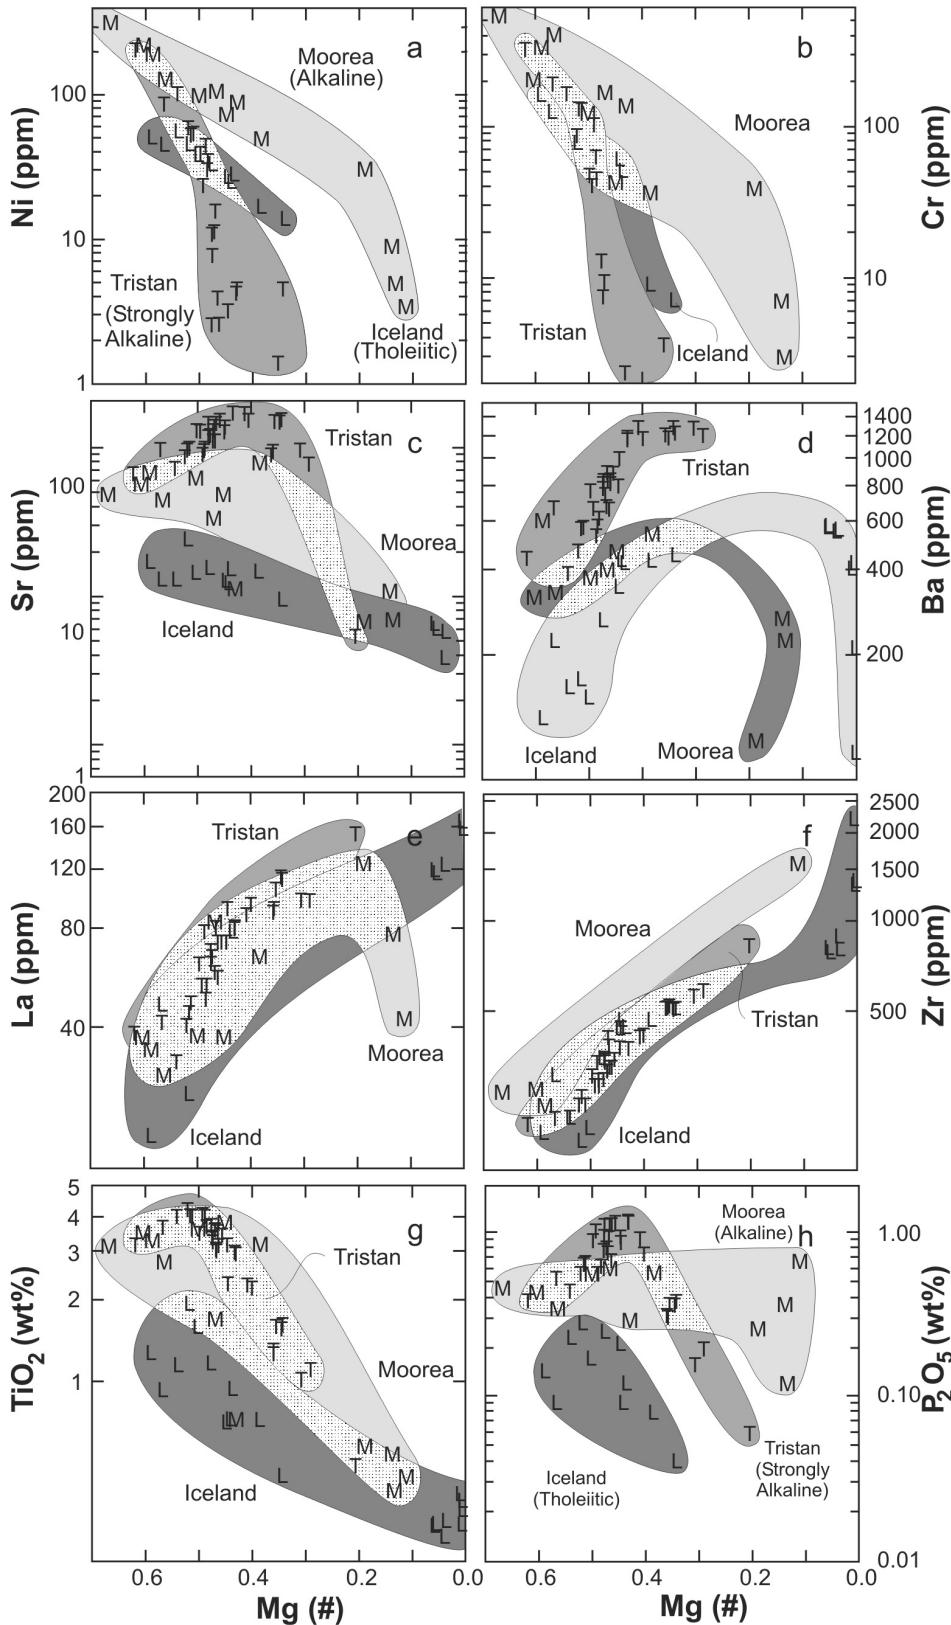 a
Moorea
(Alkaline)
100
Ni (ppm)
10
Tristan
(Strongly
Alkaline)
Iceland
(Tholeiitic)
1
b
Moorea
100
Cr (ppm)
10
Tristan
Iceland
c
Tristan
100
Sr (ppm)
Moorea
Iceland
10
1
d
1400
1200
1000
800
600
400
200
Ba (ppm)
Tristan
Iceland
Moorea
200
160
120
80
40
La (ppm)
Tristan
e
Moorea
Iceland
f
2500
2000
1500
1000
500
Zr (ppm)
Moorea
Tristan
Iceland
5
4
3
2
1
TiO2 (wt%)
g
Tristan
Moorea
Iceland
0.6
0.4
0.2
0.0
Mg (#)
Moorea
(Alkaline)
h
1.00
0.10
0.01
P2O5 (wt%)
Iceland
(Tholeiitic)
Tristan
(Strongly
Alkaline)
0.6
0.4
0.2
0.0
Mg (#)